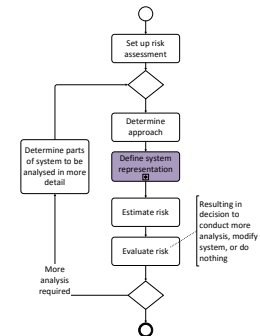 Set up risk
assessment
Determine
approach
Determine parts
of system to be
analysed in more
detail
Define system
representation
Estimate risk
Resulting in
decision to
conduct more
analysis, modify
system, or do
nothing
Evaluate risk
More
analysis
required